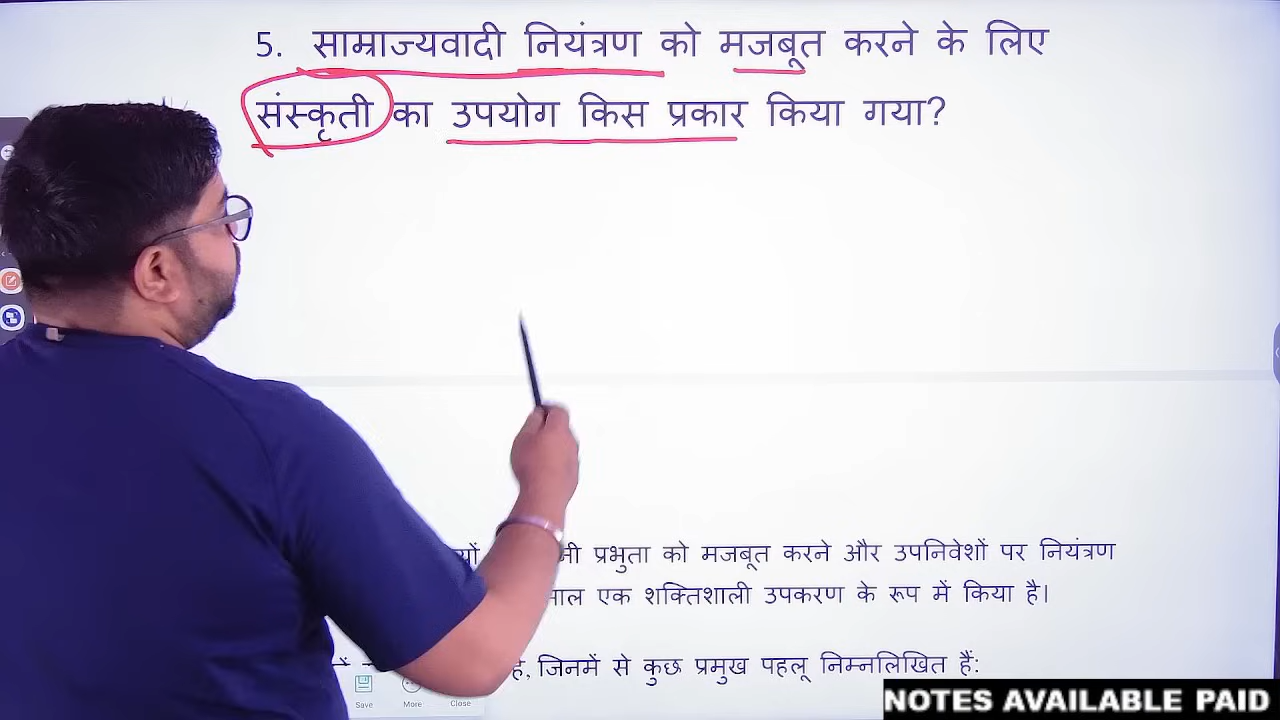 5. साम्राज्यवादी नियंत्रण को मजबूत करने के लिए
संस्कृती का उपयोग किस प्रकार किया गया?
प्रभुता को मजबूत करने और उपनिवेशों पर नियंत्रण
एक शक्तिशाली उपकरण के रूप में किया है।
जिनमें से कुछ प्रमुख पहलू निम्नलिखित हैं:
Save More Close
NOTES AVAILABLE PAID